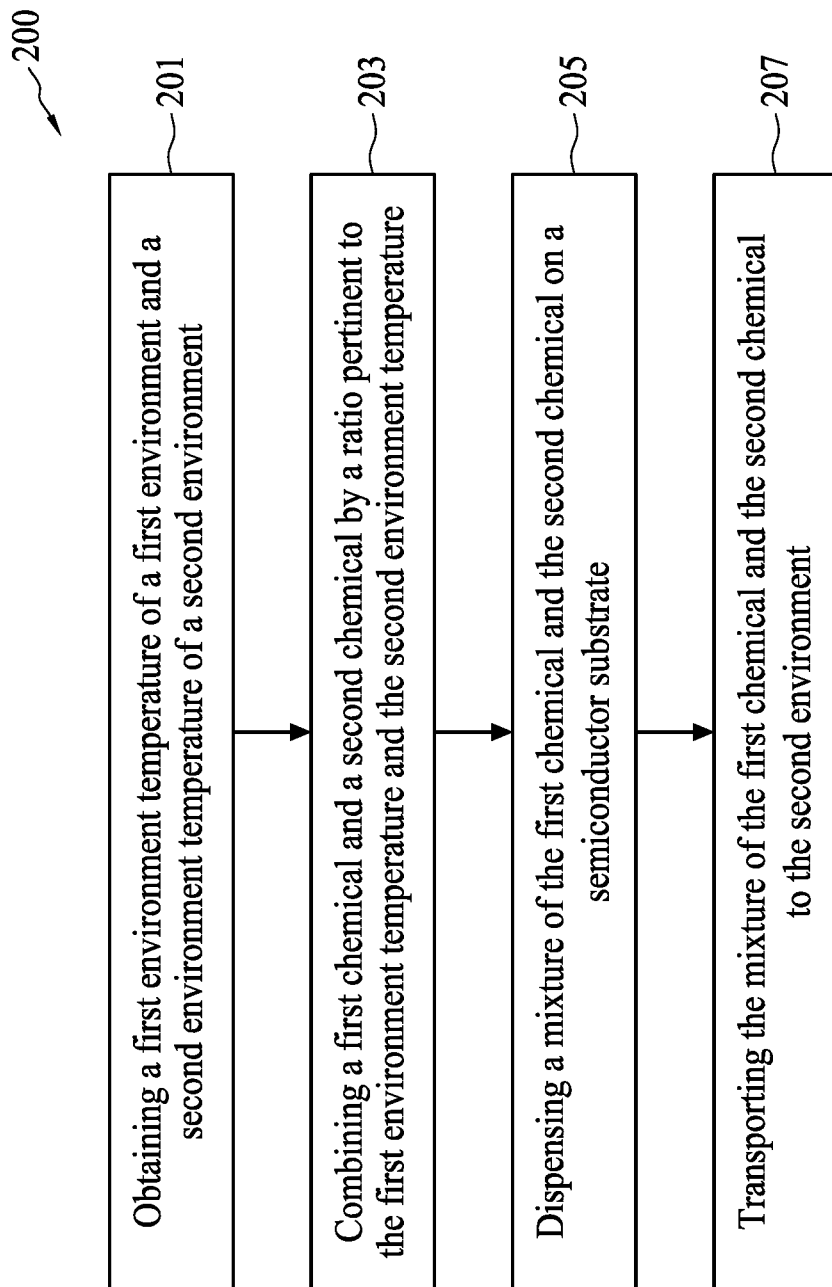 200
Obtaining a first environment temperature of a first environment and a
second environment temperature of a second environment
201
Combining a first chemical and a second chemical by a ratio pertinent to
the first environment temperature and the second environment temperature
203
Dispensing a mixture of the first chemical and the second chemical on a
semiconductor substrate
205
Transporting the mixture of the first chemical and the second chemical
to the second environment
207